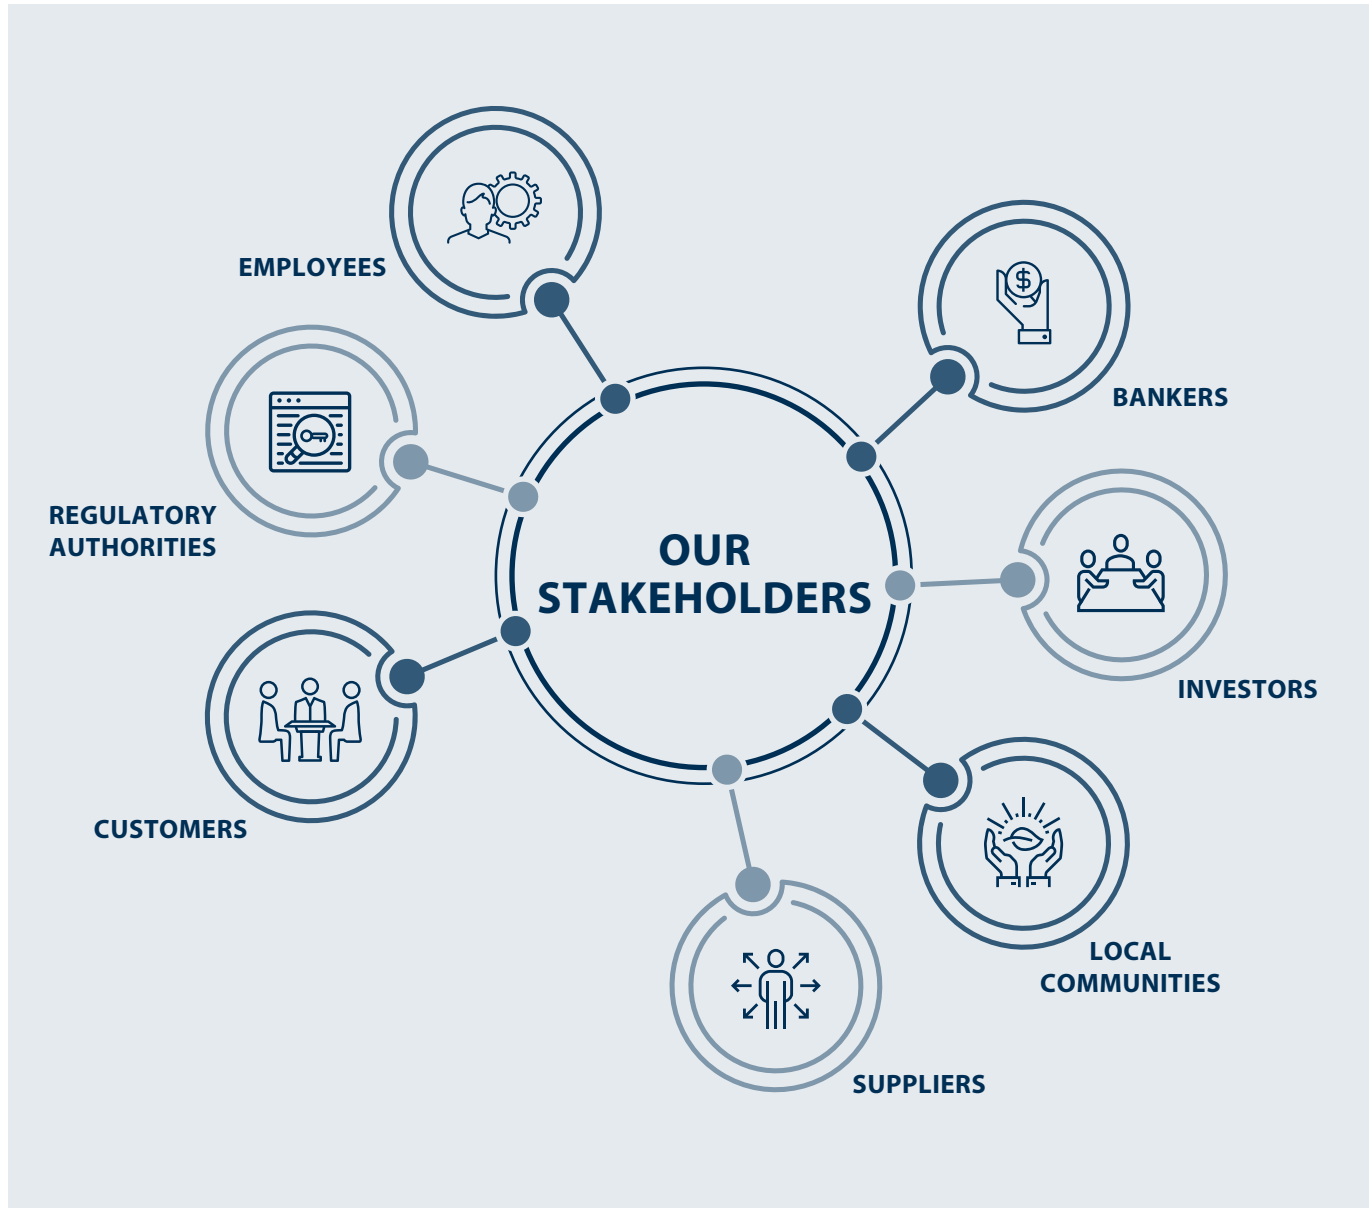 EMPLOYEES
BANKERS
REGULATORY
AUTHORITIES
OUR
STAKEHOLDERS
INVESTORS
CUSTOMERS
LOCAL
COMMUNITIES
SUPPLIERS
$